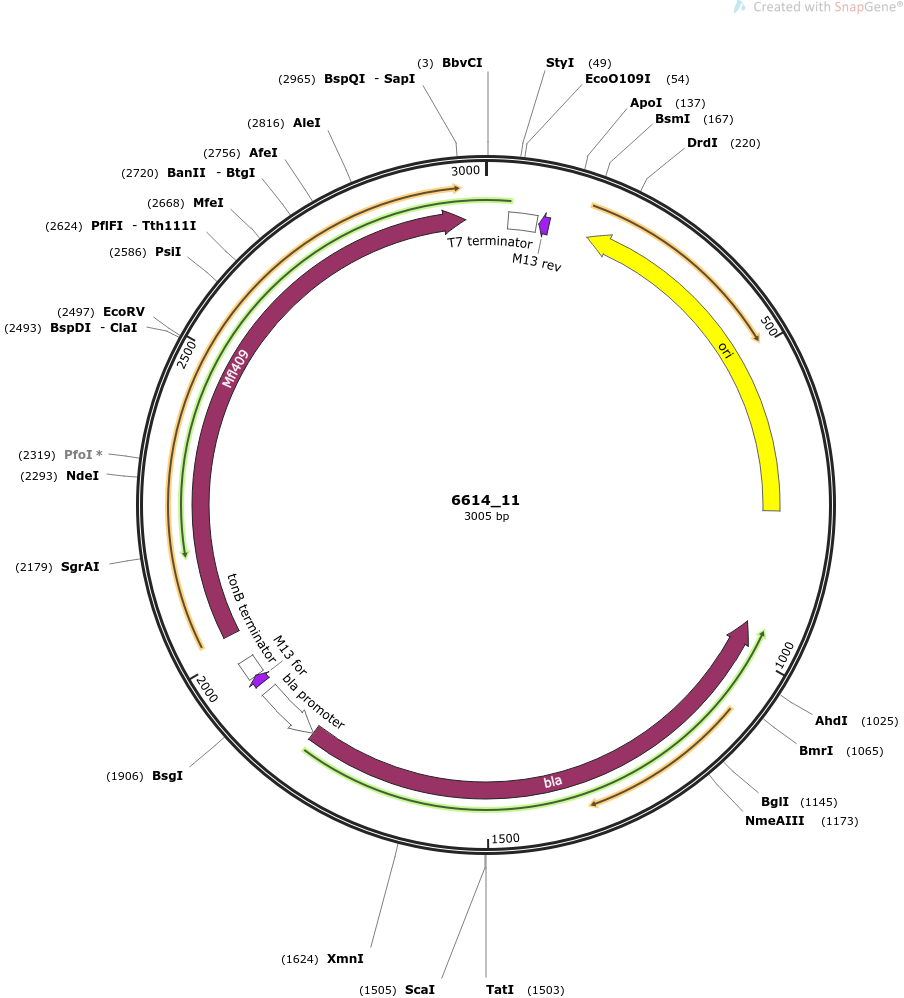 Created with SnapGene®
(3) BbvCI
StyI (49)
(2965) BspQI - SapI
EcoO109I (54)
ApoI (137)
(2816) AleI
BsmI (167)
DrdI (220)
(2756) AfeI
(2720) BanII - BtgI
3000
(2668) MfeI
(2624) PflFI - Tth111I
T7 terminator
(2586) PsiI
M13 rev
(2497) EcoRV
(2493) BspDI - ClaI
500
2500
ori
Mfl409
(2319) PfoI *
(2293) NdeI
6614_11
3005 bp
(2179) SgrAI
tonB terminator
M13 for
1000
2000
bla promoter
AhdI (1025)
BmrI (1065)
(1906) BsgI
bla
BglI (1145)
NmeAIII (1173)
1500
(1624) XmnI
(1505) ScaI
TatI (1503)